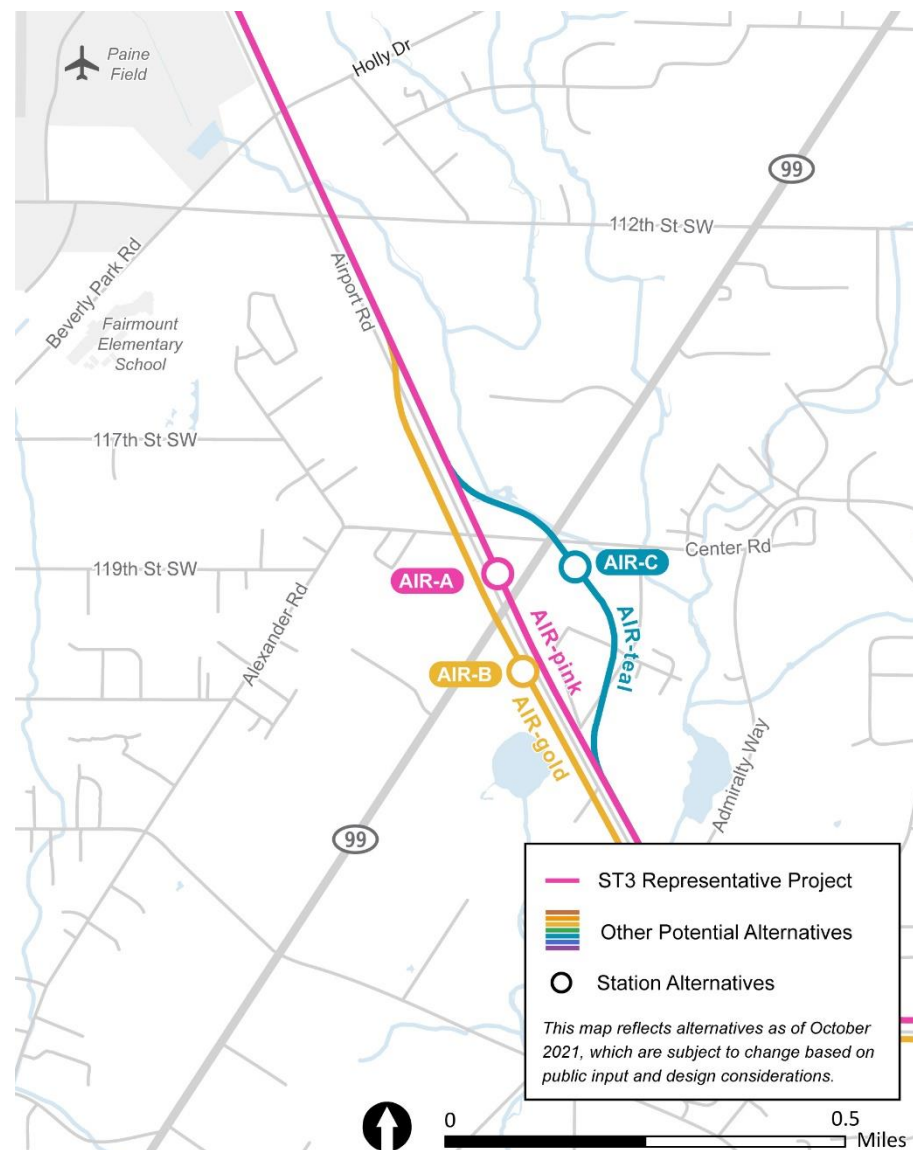 Paine
Field
Holly Dr
99
112th St SW
Beverly Park Rd
Airport Rd
Fairmount
Elementary
School
117th St SW
Center Rd
119th St SW
AIR-A
AIR-C
Alexander Rd
AIR-pink
AIR-teal
AIR-B
AIR-gold
Admiralty Way
99
ST3 Representative Project
Other Potential Alternatives
Station Alternatives
This map reflects alternatives as of October
2021, which are subject to change based on
public input and design considerations.
0
0.5
Miles